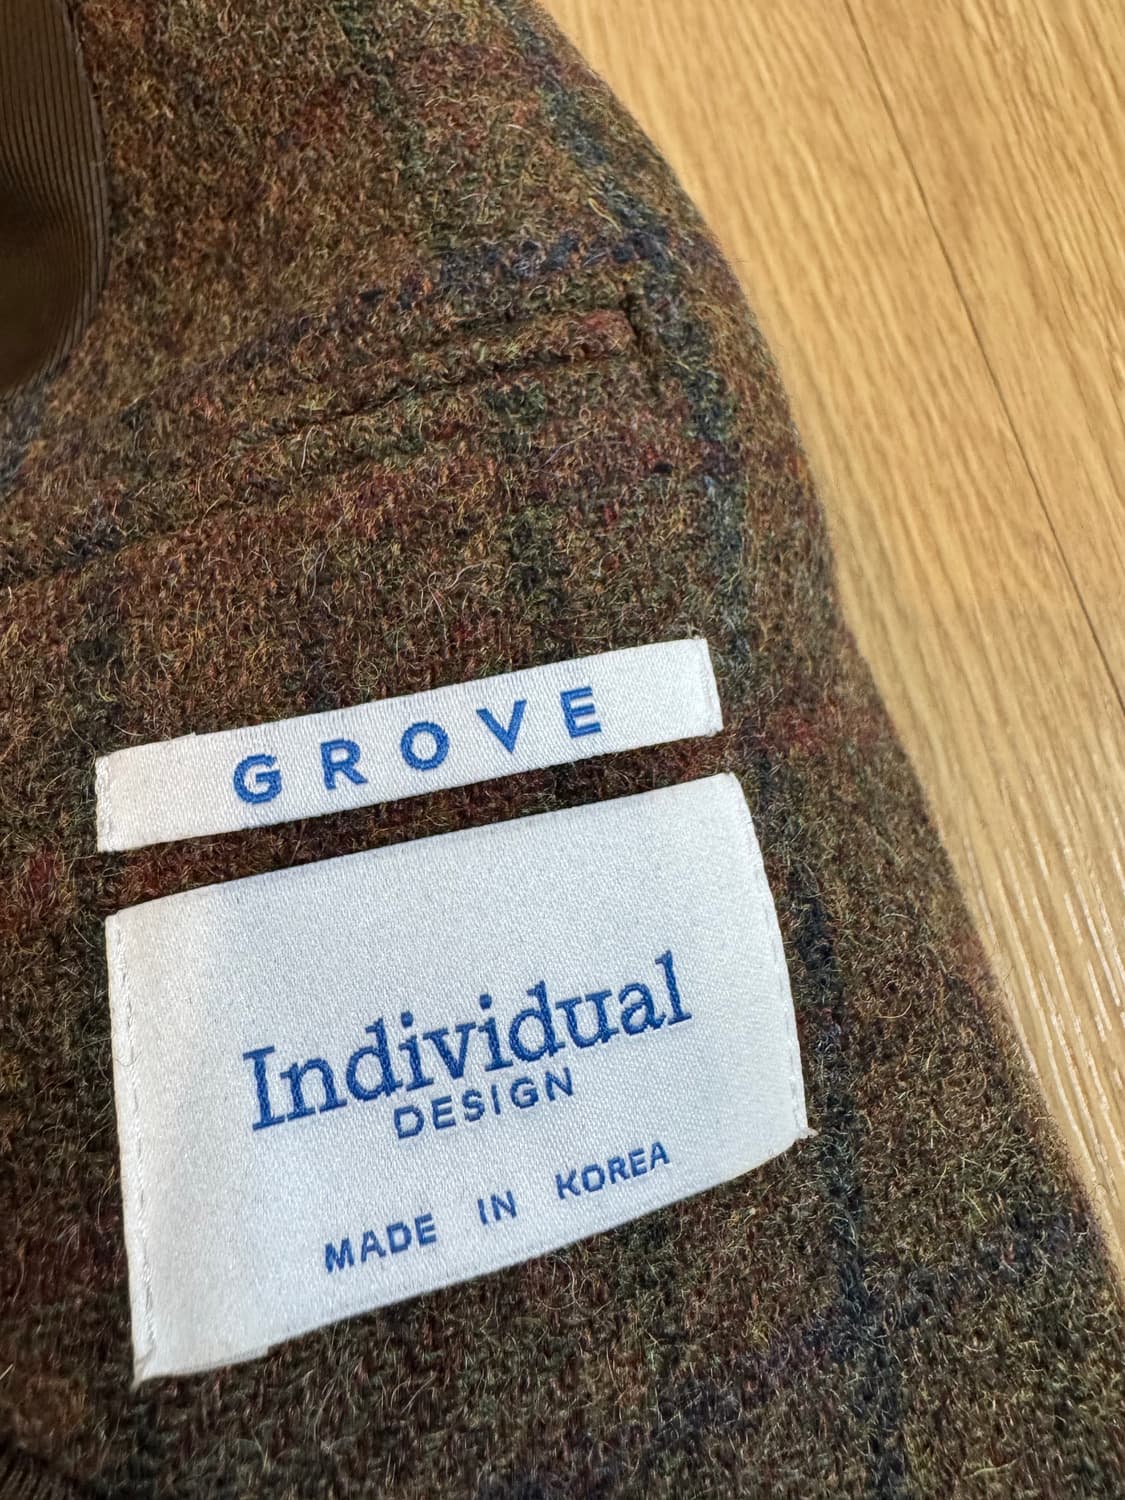 GROVE
Individual
DESIGN
MADE IN KOREA